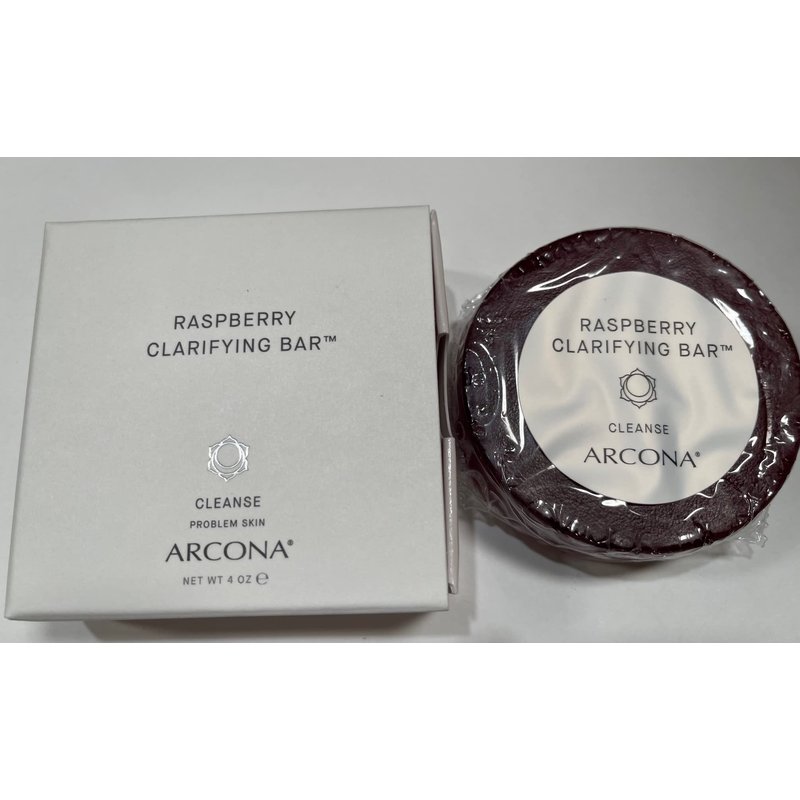 RASPBERRY
CLARIFYING BAR™
CLEANSE
PROBLEM SKIN
ARCONA®
NET WT 4 OZ ℮
RASPBERRY
CLARIFYING BAR™
CLEANSE
ARCONA®